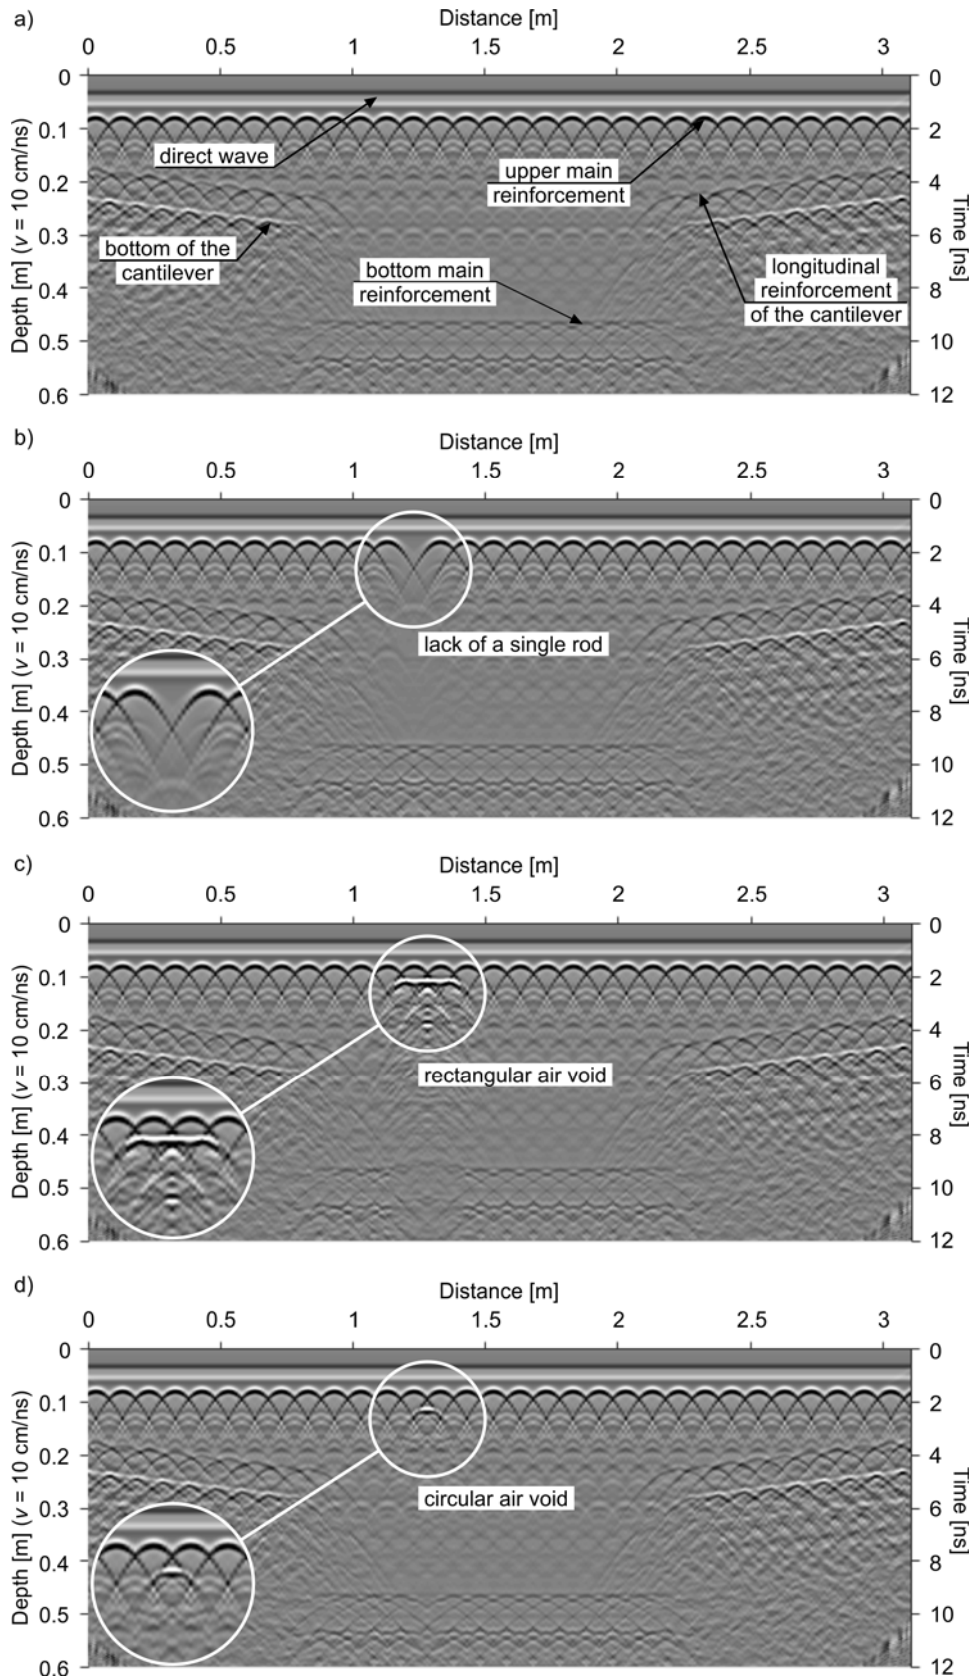 a)
Distance [m]
0 0.5 1 1.5 2 2.5 3
0 0
0.1 2
direct wave
upper main
reinforcement
0.2 4
0.3 6
bottom of the
cantilever
bottom main
reinforcement
longitudinal
reinforcement
of the cantilever
0.4 8
0.5 10
0.6 12
Depth [m] (v = 10 cm/ns)
Time [ns]
b)
Distance [m]
0 0.5 1 1.5 2 2.5 3
0 0
0.1 2
0.2 4
lack of a single rod
0.3 6
0.4 8
0.5 10
0.6 12
Depth [m] (v = 10 cm/ns)
Time [ns]
c)
Distance [m]
0 0.5 1 1.5 2 2.5 3
0 0
0.1 2
0.2 4
rectangular air void
0.3 6
0.4 8
0.5 10
0.6 12
Depth [m] (v = 10 cm/ns)
Time [ns]
d)
Distance [m]
0 0.5 1 1.5 2 2.5 3
0 0
0.1 2
0.2 4
circular air void
0.3 6
0.4 8
0.5 10
0.6 12
Depth [m] (v = 10 cm/ns)
Time [ns]